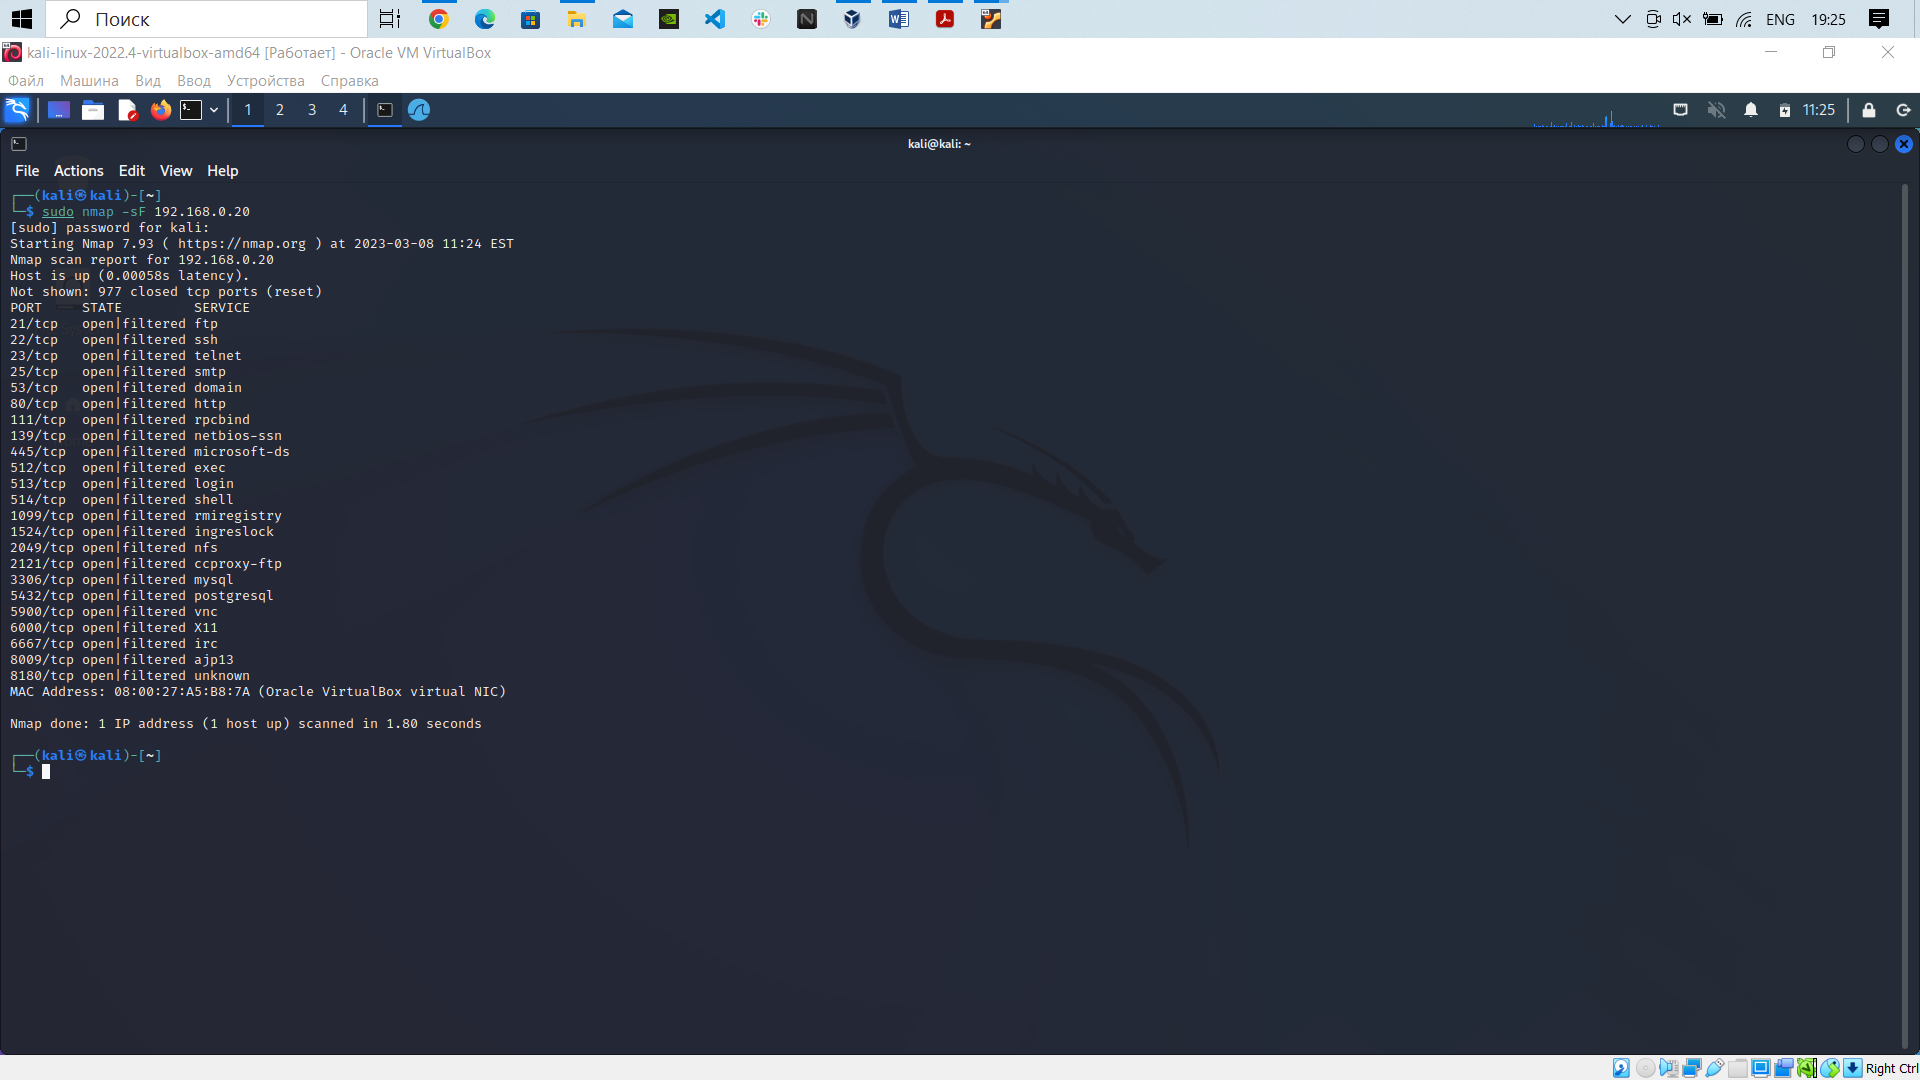 Поиск
ENG
19:25
kali-linux-2022.4-virtualbox-amd64 [Работает] - Oracle VM VirtualBox
Файл Машина Вид Ввод Устройства Справка
1 2 3 4
11:25
kali@kali: ~
File Actions Edit View Help
┌──(kali㉿kali)-[~]
└─$ sudo nmap -sF 192.168.0.20
[sudo] password for kali:
Starting Nmap 7.93 ( https://nmap.org ) at 2023-03-08 11:24 EST
Nmap scan report for 192.168.0.20
Host is up (0.00058s latency).
Not shown: 977 closed tcp ports (reset)
PORT     STATE         SERVICE
21/tcp   open|filtered ftp
22/tcp   open|filtered ssh
23/tcp   open|filtered telnet
25/tcp   open|filtered smtp
53/tcp   open|filtered domain
80/tcp   open|filtered http
111/tcp  open|filtered rpcbind
139/tcp  open|filtered netbios-ssn
445/tcp  open|filtered microsoft-ds
512/tcp  open|filtered exec
513/tcp  open|filtered login
514/tcp  open|filtered shell
1099/tcp open|filtered rmiregistry
1524/tcp open|filtered ingreslock
2049/tcp open|filtered nfs
2121/tcp open|filtered ccproxy-ftp
3306/tcp open|filtered mysql
5432/tcp open|filtered postgresql
5900/tcp open|filtered vnc
6000/tcp open|filtered X11
6667/tcp open|filtered irc
8009/tcp open|filtered ajp13
8180/tcp open|filtered unknown
MAC Address: 08:00:27:A5:B8:7A (Oracle VirtualBox virtual NIC)
Nmap done: 1 IP address (1 host up) scanned in 1.80 seconds
┌──(kali㉿kali)-[~]
└─$
Right Ctrl